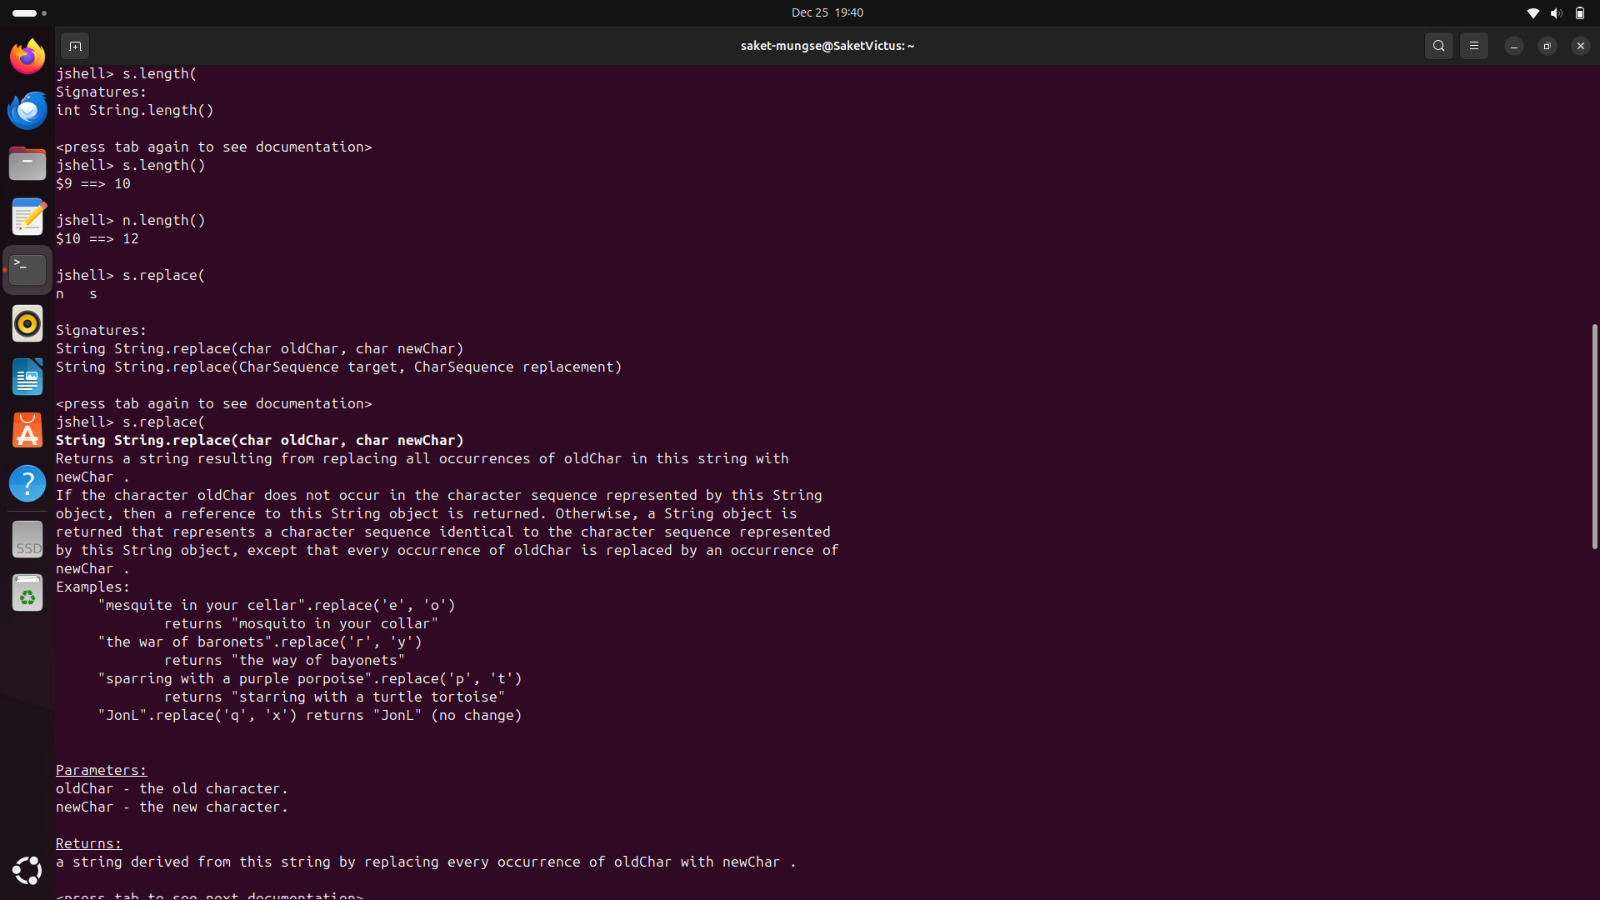 Dec 25 19:40
saket-mungse@SaketVictus: ~
jshell> s.length(
Signatures:
int String.length()
<press tab again to see documentation>
jshell> s.length()
$9 ==> 10
jshell> n.length()
$10 ==> 12
jshell> s.replace(
n   s
Signatures:
String String.replace(char oldChar, char newChar)
String String.replace(CharSequence target, CharSequence replacement)
<press tab again to see documentation>
jshell> s.replace(
String String.replace(char oldChar, char newChar)
Returns a string resulting from replacing all occurrences of oldChar in this string with
newChar .
If the character oldChar does not occur in the character sequence represented by this String
object, then a reference to this String object is returned. Otherwise, a String object is
returned that represents a character sequence identical to the character sequence represented
by this String object, except that every occurrence of oldChar is replaced by an occurrence of
newChar .
Examples:
"mesquite in your cellar".replace('e', 'o')
returns "mosquito in your collar"
"the war of baronets".replace('r', 'y')
returns "the way of bayonets"
"sparring with a purple porpoise".replace('p', 't')
returns "starring with a turtle tortoise"
"JonL".replace('q', 'x') returns "JonL" (no change)
SSD
Parameters:
oldChar - the old character.
newChar - the new character.
Returns:
a string derived from this string by replacing every occurrence of oldChar with newChar .
<press tab to see next documentation>